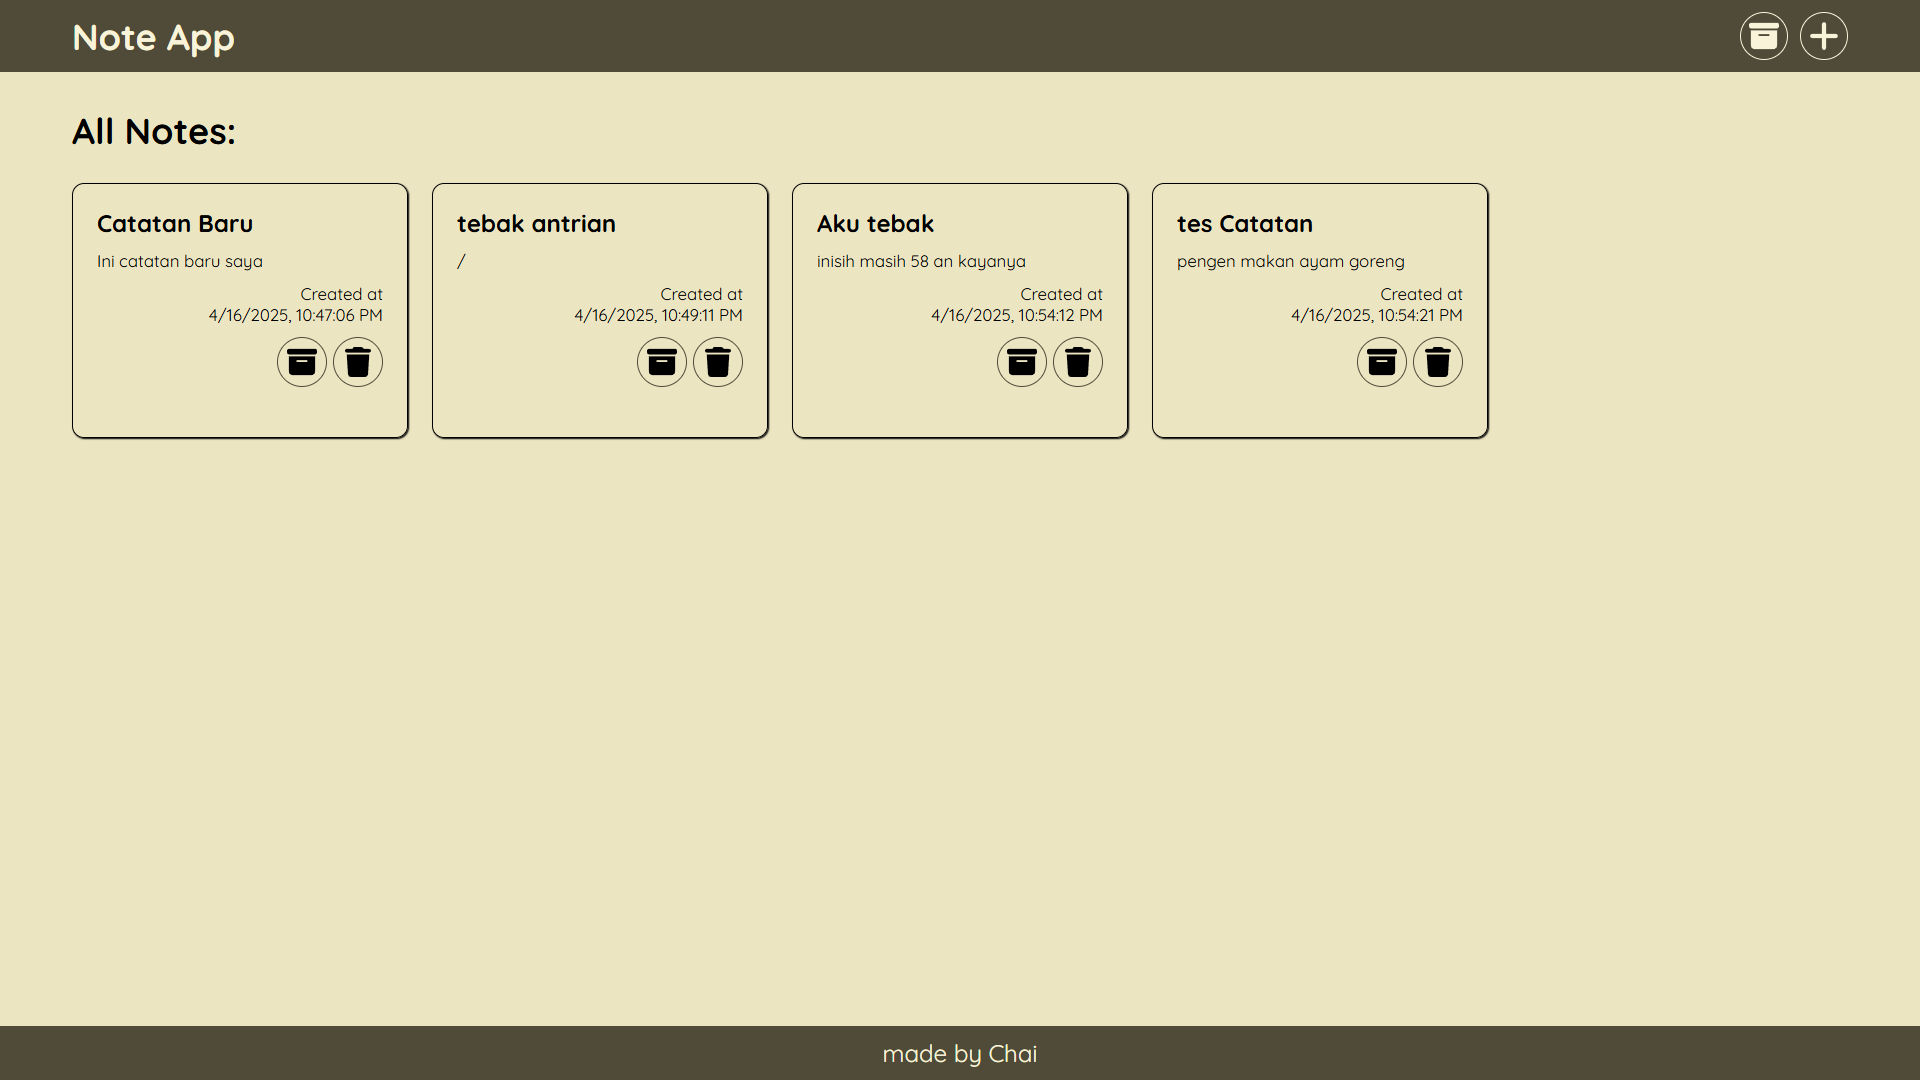 Note App
All Notes:
Catatan Baru
Ini catatan baru saya
Created at
4/16/2025, 10:47:06 PM
tebak antrian
/
Created at
4/16/2025, 10:49:11 PM
Aku tebak
inisih masih 58 an kayanya
Created at
4/16/2025, 10:54:12 PM
tes Catatan
pengen makan ayam goreng
Created at
4/16/2025, 10:54:21 PM
made by Chai